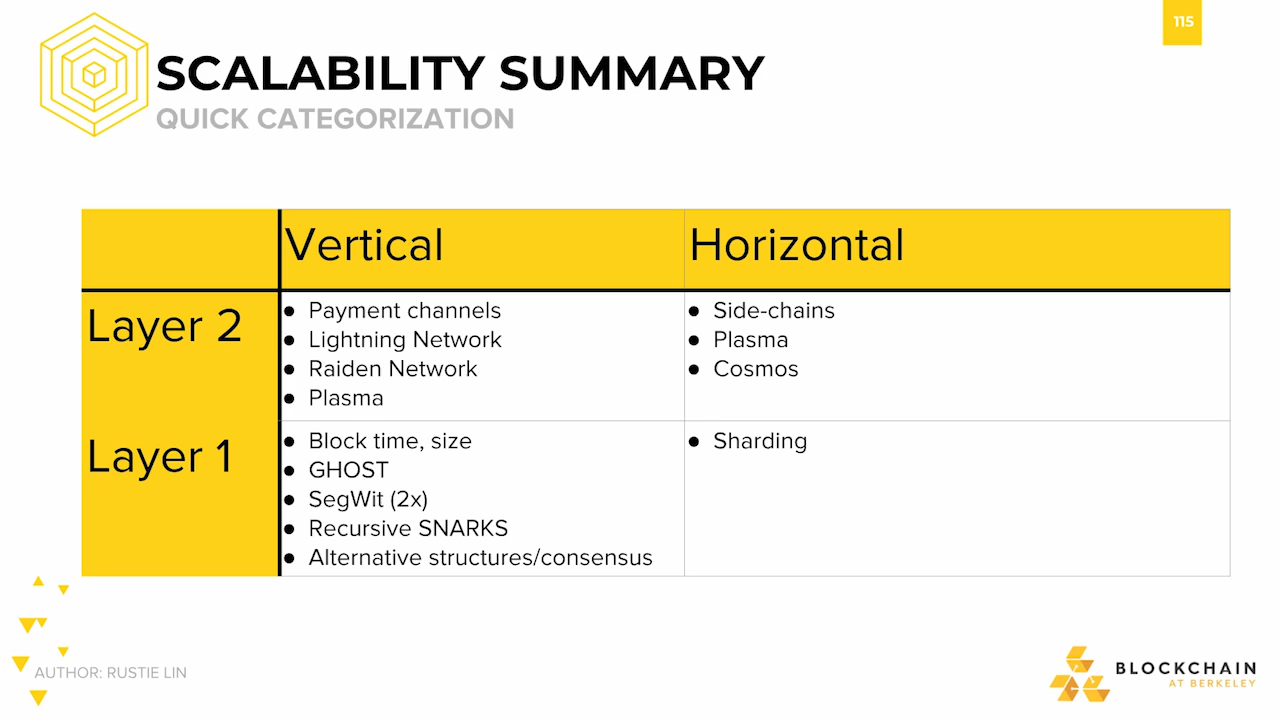 115
SCALABILITY SUMMARY
QUICK CATEGORIZATION
Vertical
Horizontal
Layer 2
● Payment channels
● Lightning Network
● Raiden Network
● Plasma
● Side-chains
● Plasma
● Cosmos
Layer 1
● Block time, size
● GHOST
● SegWit (2x)
● Recursive SNARKS
● Alternative structures/consensus
● Sharding
AUTHOR: RUSTIE LIN
BLOCKCHAIN
AT BERKELEY